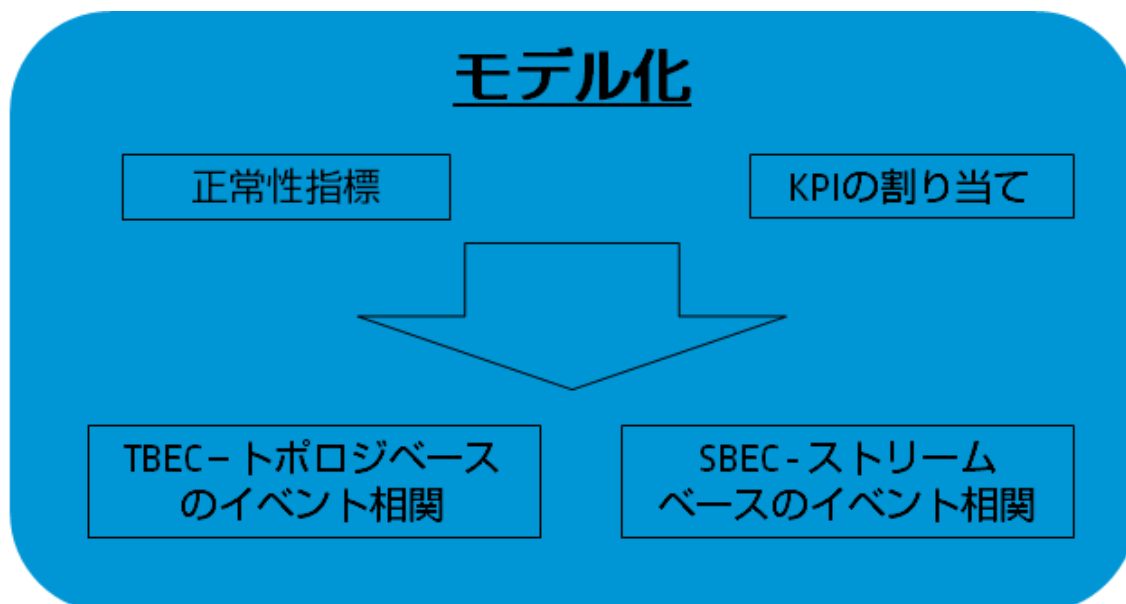 モデル化
正常性指標
KPIの割り当て
TBEC－トポロジベース
のイベント相関
SBEC-ストリーム
ベースのイベント相関